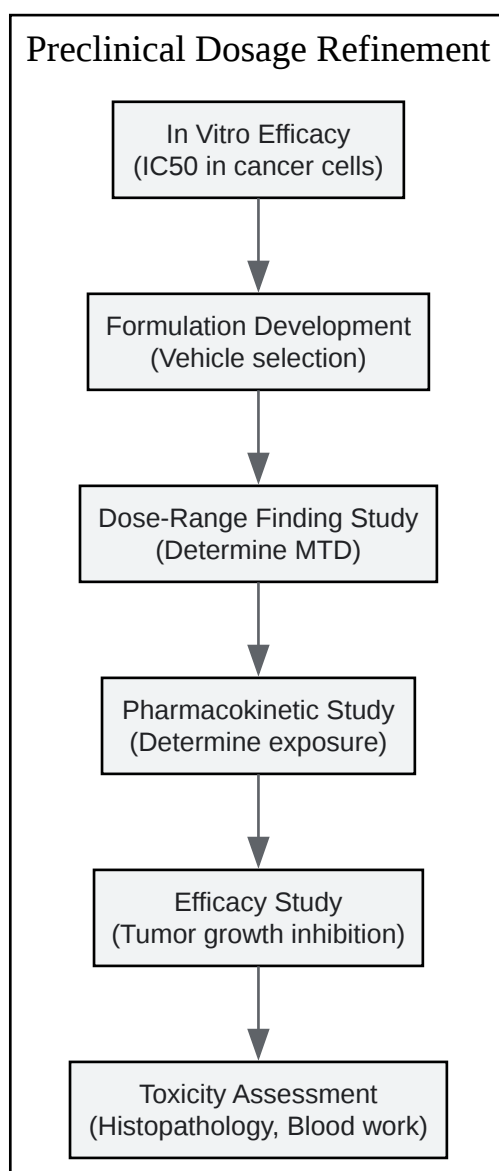 Preclinical Dosage Refinement
In Vitro Efficacy
(IC50 in cancer cells)
Formulation Development
(Vehicle selection)
Dose-Range Finding Study
(Determine MTD)
Pharmacokinetic Study
(Determine exposure)
Efficacy Study
(Tumor growth inhibition)
Toxicity Assessment
(Histopathology, Blood work)